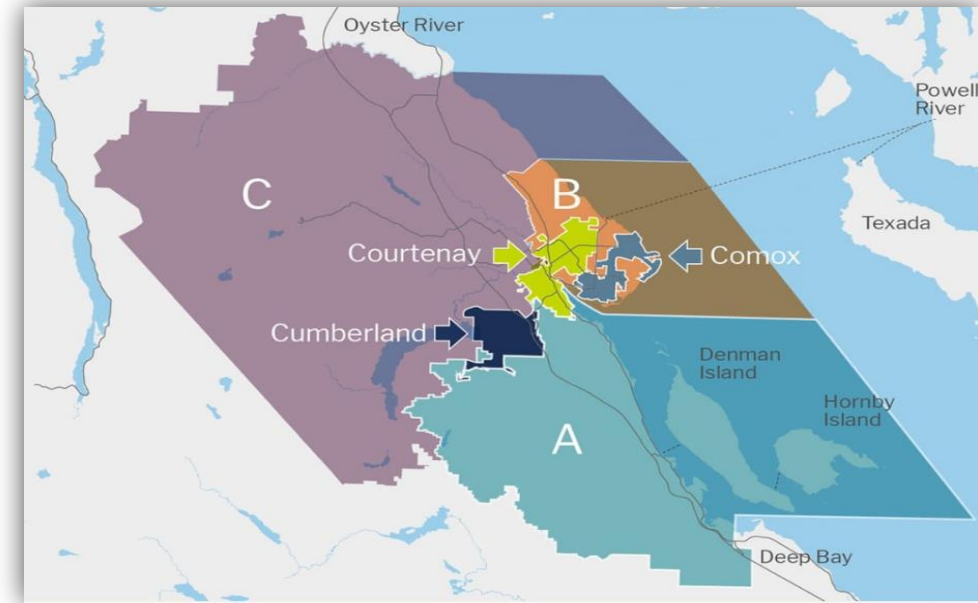 Oyster River
Powell
River
C
B
Texada
Courtenay
Comox
Cumberland
Denman
Island
Hornby
Island
A
Deep Bay